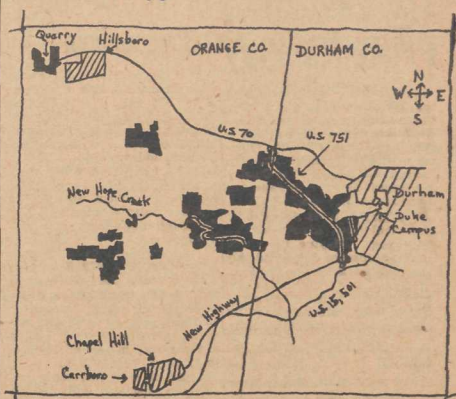 Quarry
Hillsboro
ORANGE CO.
DURHAM CO.
N
W E
S
U.S. 70
U.S. 751
New Hope Creek
Durham
Duke
Campus
New Highway
U.S. 15, 501
Chapel Hill
Carrboro